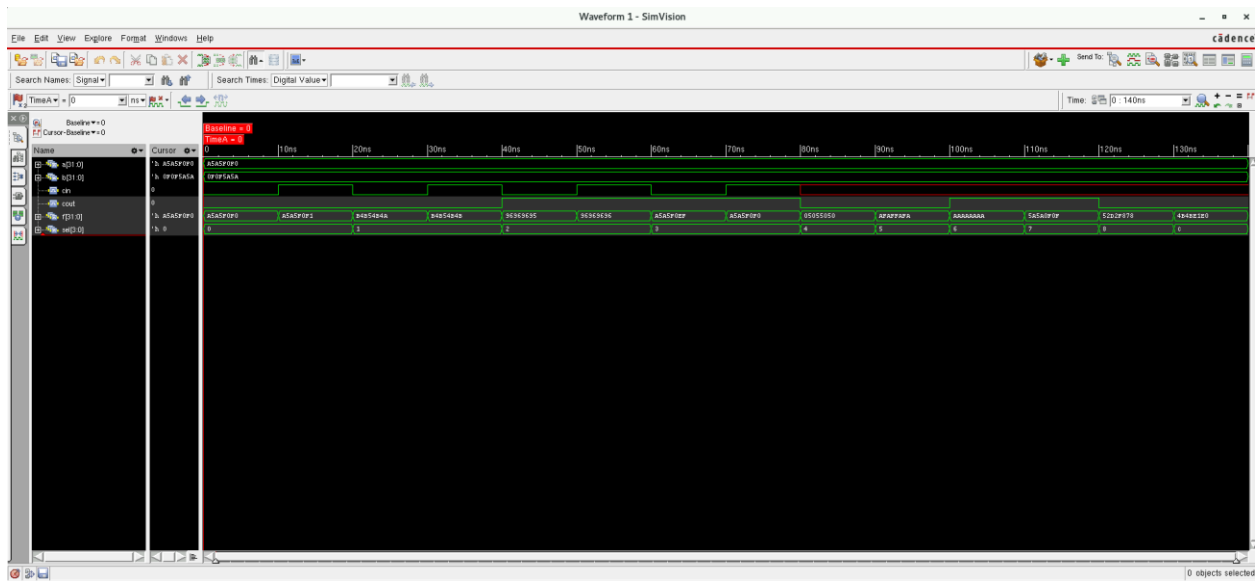 Waveform 1 - SimVision
File Edit View Explore Format Windows Help
cādence
Send To:
Search Names: Signal Search Times: Digital Value
TimeA = 0 ns Time: 0 : 140ns
Baseline = 0
Cursor-Baseline = 0
Baseline = 0
TimeA = 0
Name Cursor 0 10ns 20ns 30ns 40ns 50ns 60ns 70ns 80ns 90ns 100ns 110ns 120ns 130ns
a[31:0] 'h A5A5F0F0 A5A5F0F0
b[31:0] 'h 0F0F5A5A 0F0F5A5A
cin 0
cout 0
f[31:0] 'h A5A5F0F0 A5A5F0F0 A5A5F0F1 B4B54B4A B4B54B4B 96969695 96969696 A5A5F0EF A5A5F0F0 05055050 AFAFFAFA AAAAAAAA 5A5A0F0F 52D2F878 4B4BE1E0
sel[3:0] 'h 0 0 1 2 3 4 5 6 7 8 C
0 objects selected